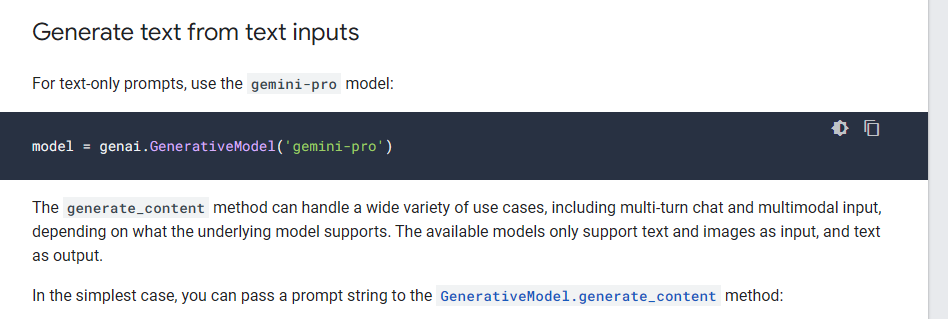 Generate text from text inputs
For text-only prompts, use the gemini-pro model:
model = genai.GenerativeModel('gemini-pro')
The generate_content method can handle a wide variety of use cases, including multi-turn chat and multimodal input,
depending on what the underlying model supports. The available models only support text and images as input, and text
as output.
In the simplest case, you can pass a prompt string to the GenerativeModel.generate_content method: